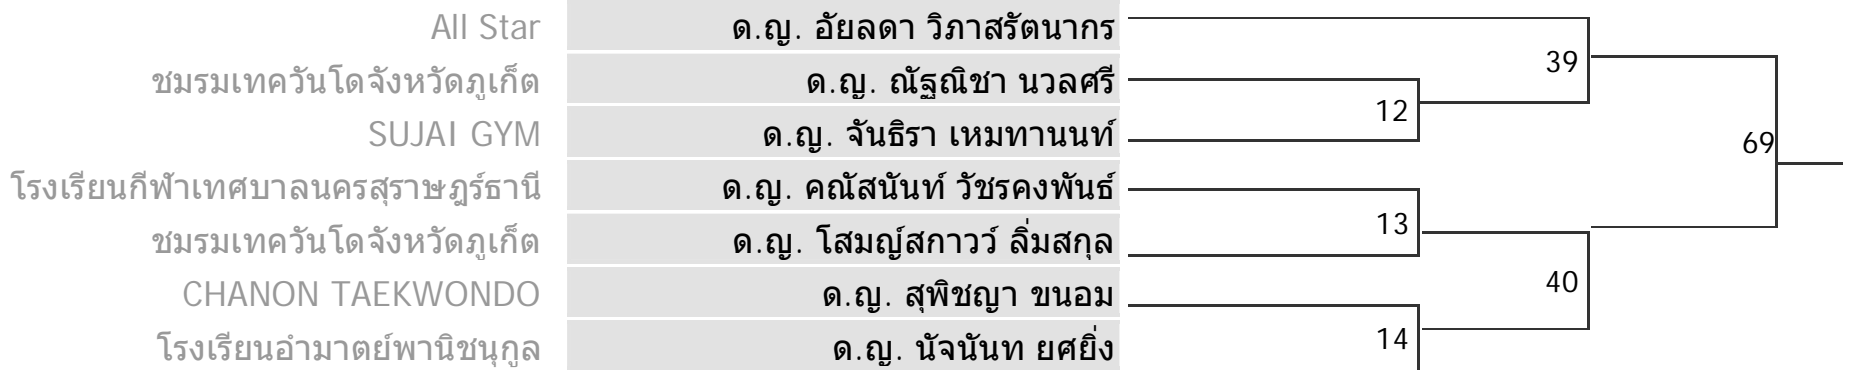 All Star ด.ญ. อัยลดา วิภาสรัตนากร
39
ชมรมเทควันโดจังหวัดภูเก็ต ด.ญ. ณัฐณิชา นวลศรี
12
SUJAI GYM ด.ญ. จันธิรา เหมทานนท์
69
โรงเรียนกีฬาเทศบาลนครสุราษฎร์ธานี ด.ญ. คณัสนันท์ วัชรคงพันธ์
13
ชมรมเทควันโดจังหวัดภูเก็ต ด.ญ. โสมญ์สกาวว์ ลิ่มสกุล
40
CHANON TAEKWONDO ด.ญ. สุพิชญา ขนอม
14
โรงเรียนอำมาตย์พานิชนุกูล ด.ญ. นัจนันท ยศยิ่ง